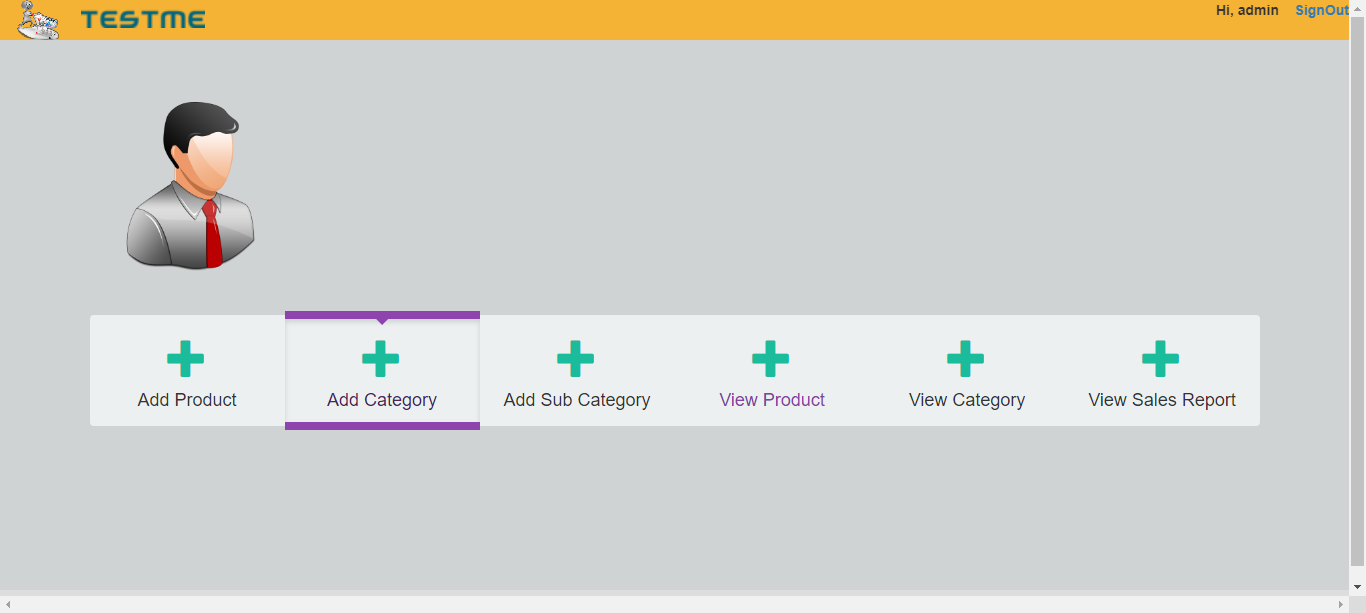 TESTME
Hi, admin SignOut
Add Product Add Category Add Sub Category View Product View Category View Sales Report